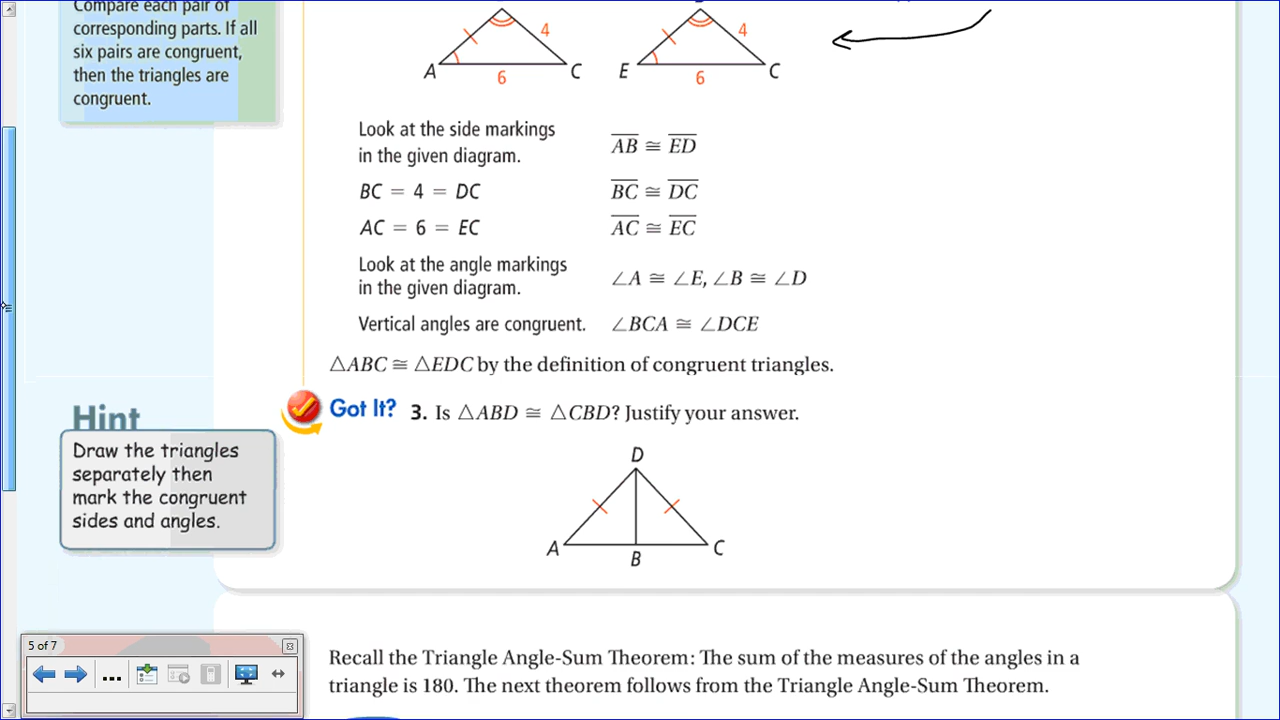 Compare each pair of
corresponding parts. If all
six pairs are congruent,
then the triangles are
congruent.
4 4
A 6 C E 6 C
Look at the side markings
in the given diagram. AB ≅ ED
BC = 4 = DC BC ≅ DC
AC = 6 = EC AC ≅ EC
Look at the angle markings
in the given diagram. ∠A ≅ ∠E, ∠B ≅ ∠D
Vertical angles are congruent. ∠BCA ≅ ∠DCE
△ABC ≅ △EDC by the definition of congruent triangles.
Got It? 3. Is △ABD ≅ △CBD? Justify your answer.
Hint
Draw the triangles
separately then
mark the congruent
sides and angles.
D
A C
B
5 of 7
...
Recall the Triangle Angle-Sum Theorem: The sum of the measures of the angles in a
triangle is 180. The next theorem follows from the Triangle Angle-Sum Theorem.